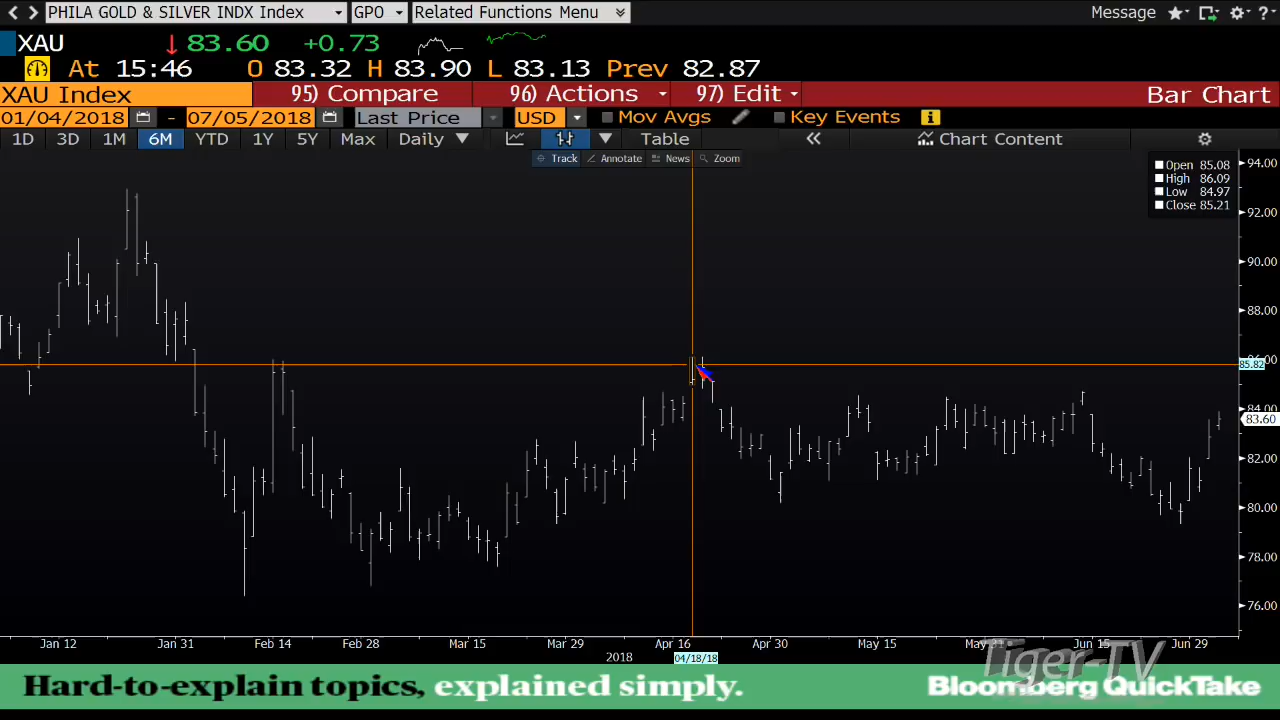 PHILA GOLD & SILVER INDX Index GPO Related Functions Menu Message ?
XAU 83.60 +0.73
At 15:46 O 83.32 H 83.90 L 83.13 Prev 82.87
XAU Index 95) Compare 96) Actions 97) Edit Bar Chart
01/04/2018 - 07/05/2018 Last Price USD Mov Avgs Key Events
1D 3D 1M 6M YTD 1Y 5Y Max Daily Table « Chart Content
Track Annotate News Zoom
Open 85.08
High 86.09
Low 84.97
Close 85.21
94.00
92.00
90.00
88.00
86.00
85.82
84.00
83.60
82.00
80.00
78.00
76.00
Jan 12 Jan 31 Feb 14 Feb 28 Mar 15 Mar 29 Apr 16 Apr 30 May 15 May 31 Jun 15 Jun 29
2018 04/18/18
Tiger-TV
Hard-to-explain topics, explained simply. Bloomberg QuickTake